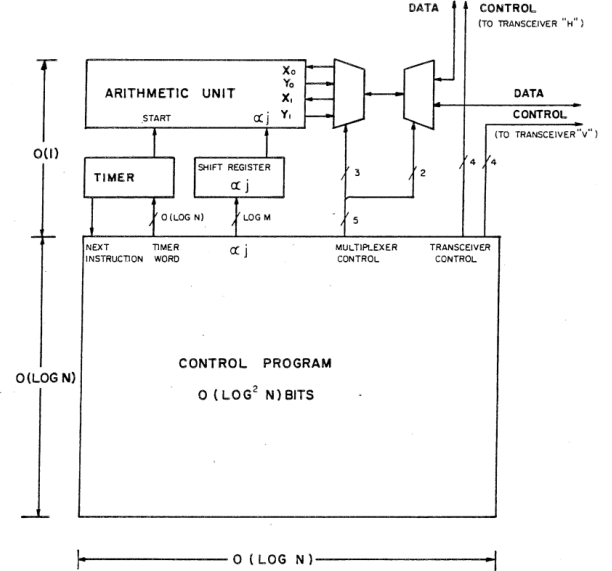 DATA
CONTROL
(TO TRANSCEIVER "H")
X₀
Y₀
X₁
Y₁
ARITHMETIC UNIT
START
αj
DATA
CONTROL
(TO TRANSCEIVER "V")
O(1)
TIMER
SHIFT REGISTER
αj
3
2
4
4
O(LOG N)
LOG M
5
NEXT INSTRUCTION
TIMER WORD
αj
MULTIPLEXER CONTROL
TRANSCEIVER CONTROL
CONTROL PROGRAM
O(LOG² N) BITS
O(LOG N)
O (LOG N)